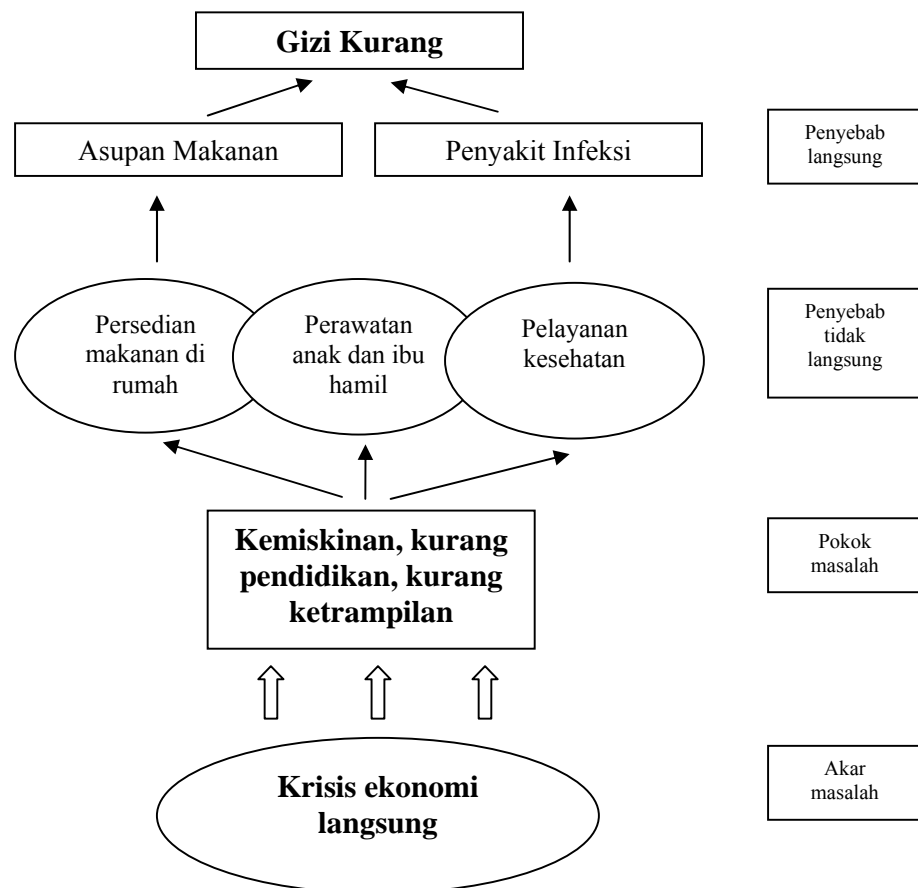 Gizi Kurang
Asupan Makanan
Penyakit Infeksi
Penyebab
langsung
Persedian
makanan di
rumah
Perawatan
anak dan ibu
hamil
Pelayanan
kesehatan
Penyebab
tidak
langsung
Kemiskinan, kurang
pendidikan, kurang
ketrampilan
Pokok
masalah
Krisis ekonomi
langsung
Akar
masalah